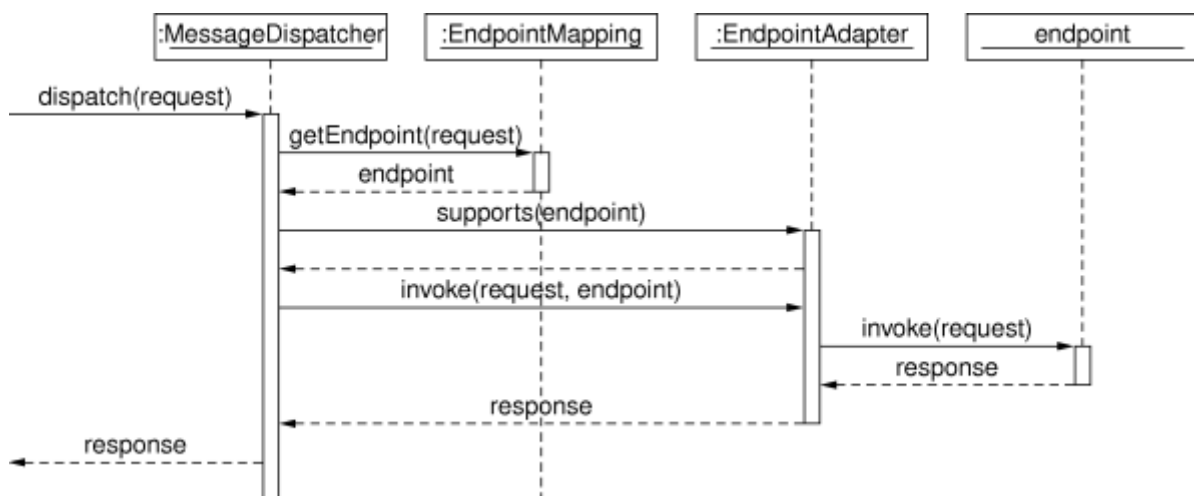 :MessageDispatcher :EndpointMapping :EndpointAdapter endpoint
dispatch(request)
getEndpoint(request)
endpoint
supports(endpoint)
invoke(request, endpoint)
invoke(request)
response
response
response